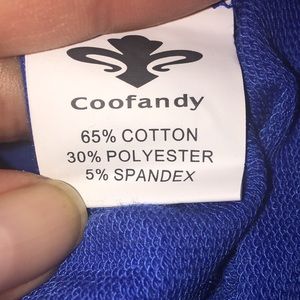 Coofandy
65% COTTON
30% POLYESTER
5% SPANDEX